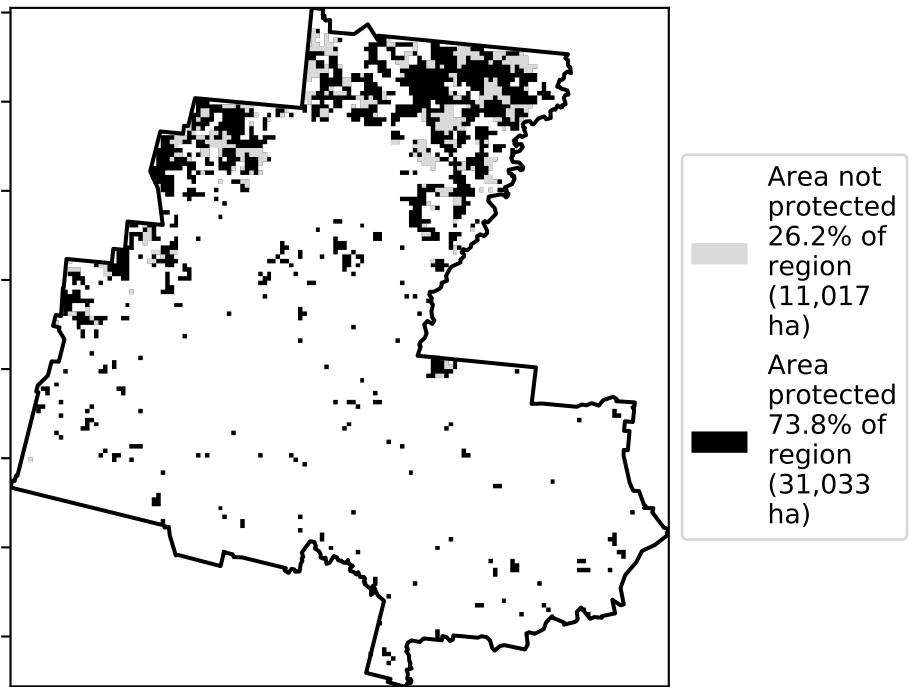 Area not
protected
26.2% of
region
(11,017
ha)
Area
protected
73.8% of
region
(31,033
ha)